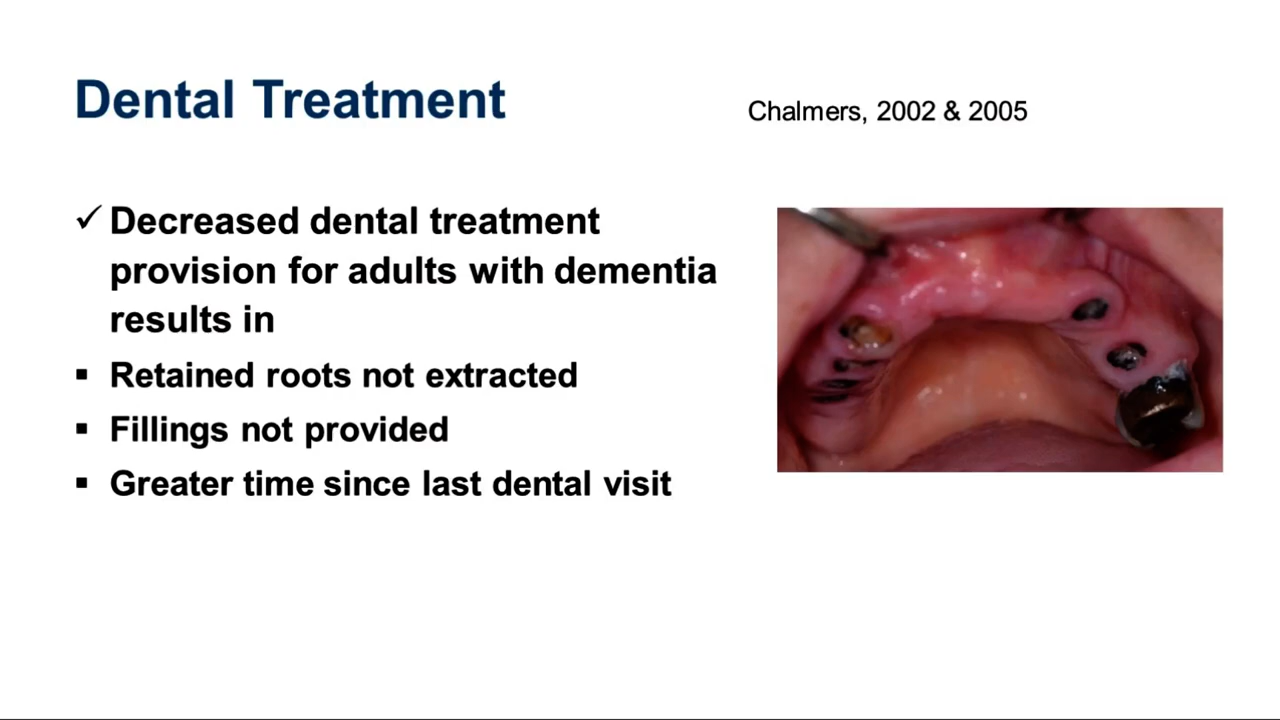 Dental Treatment
Chalmers, 2002 & 2005
✓ Decreased dental treatment
provision for adults with dementia
results in
▪ Retained roots not extracted
▪ Fillings not provided
▪ Greater time since last dental visit